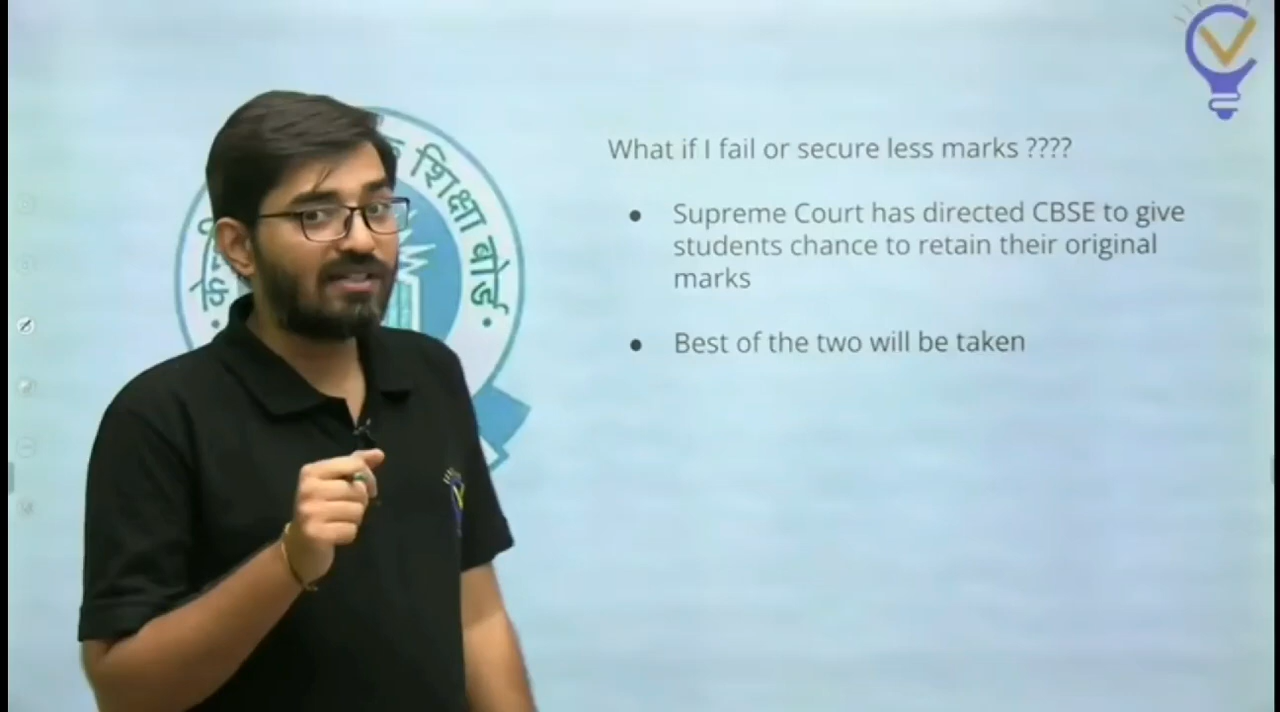 शिक्षा बोर्ड
What if I fail or secure less marks ????
● Supreme Court has directed CBSE to give
students chance to retain their original
marks
● Best of the two will be taken